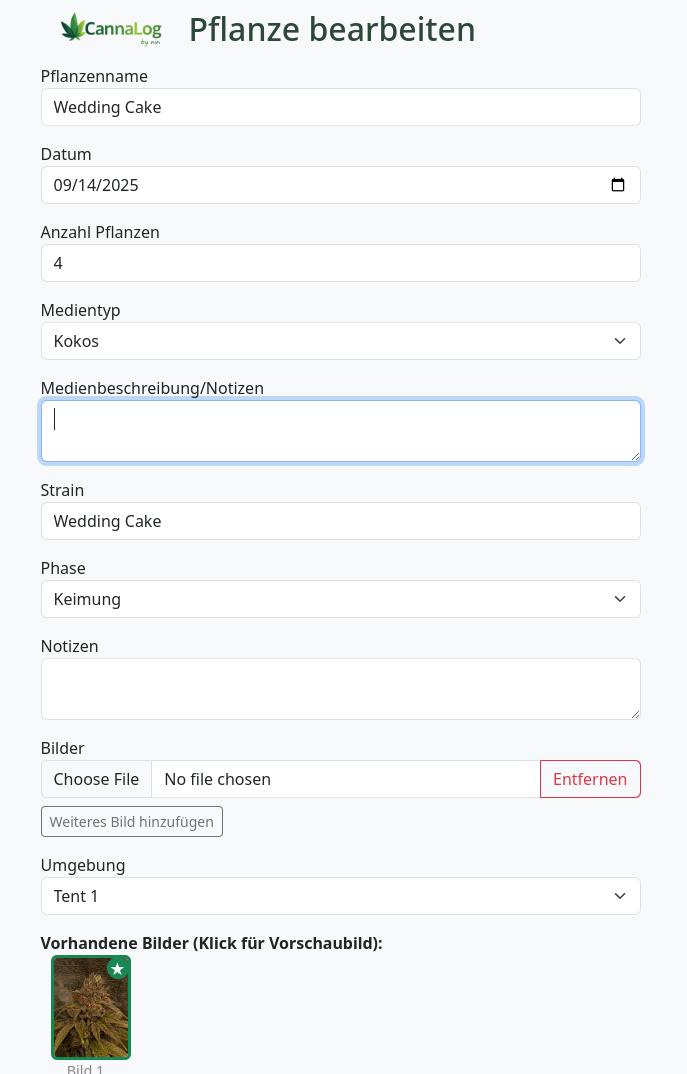 CannaLog
by nin
Pflanze bearbeiten
Pflanzenname
Wedding Cake
Datum
09/14/2025
Anzahl Pflanzen
4
Medientyp
Kokos
Medienbeschreibung/Notizen
Strain
Wedding Cake
Phase
Keimung
Notizen
Bilder
Choose File No file chosen Entfernen
Weiteres Bild hinzufügen
Umgebung
Tent 1
Vorhandene Bilder (Klick für Vorschaubild):
Bild 1